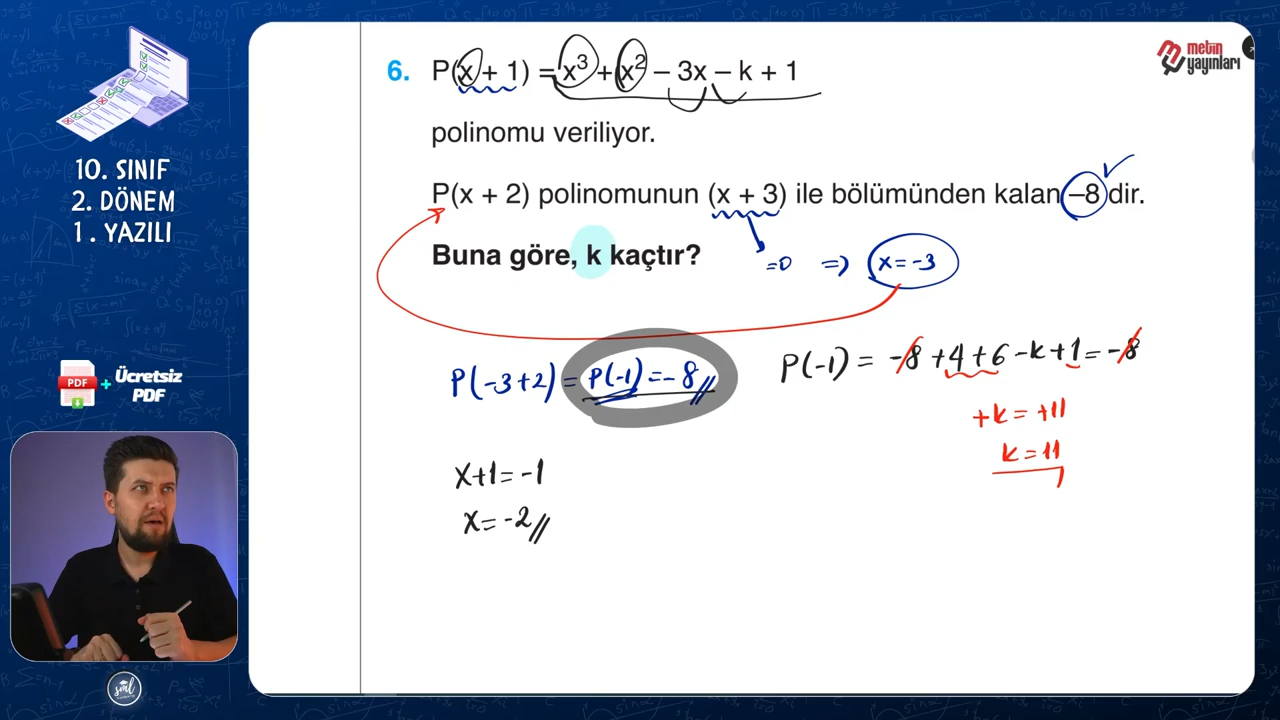 10. SINIF
2. DÖNEM
1. YAZILI
PDF + Ücretsiz PDF
sml
metin yayınları
6. P(x + 1) = x³ + x² – 3x – k + 1
polinomu veriliyor.
P(x + 2) polinomunun (x + 3) ile bölümünden kalan –8 dir.
Buna göre, k kaçtır?
=0 ⇒ x = -3
P(-3+2) = P(-1) = -8
x+1 = -1
x = -2
P(-1) = -8 +4 +6 -k +1 = -8
+k = +11
k = 11